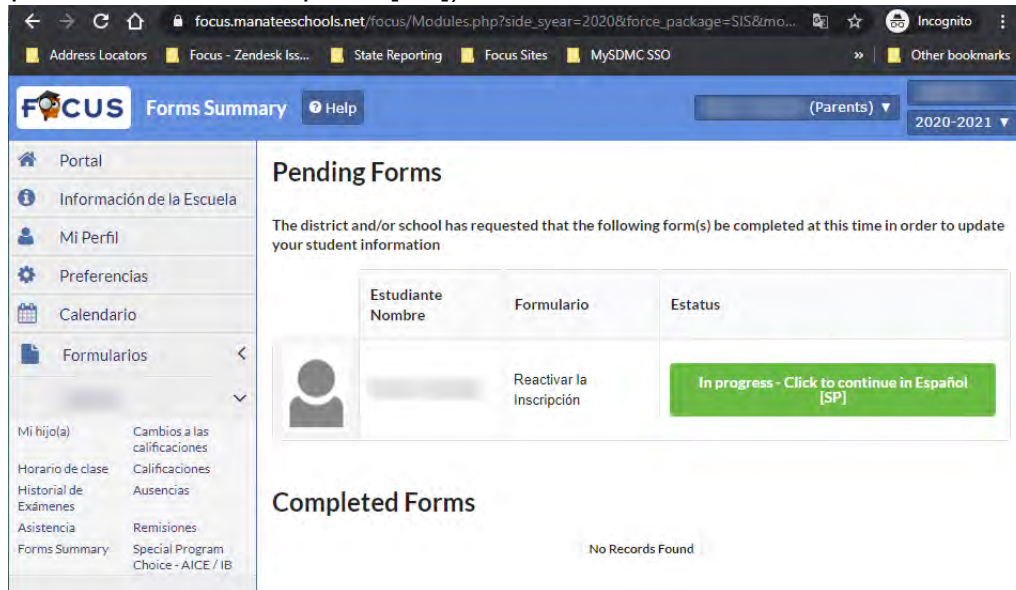 focus.manateeschools.net/focus/Modules.php?side_syear=2020&force_package=SIS&mo... Incognito
Address Locators Focus - Zendesk Iss... State Reporting Focus Sites MySDMC SSO » Other bookmarks
FOCUS Forms Summary Help (Parents) ▼
2020-2021 ▼
Portal
Información de la Escuela
Mi Perfil
Preferencias
Calendario
Formularios
Mi hijo(a) Cambios a las calificaciones
Horario de clase Calificaciones
Historial de Exámenes Ausencias
Asistencia Remisiones
Forms Summary Special Program Choice - AICE / IB
Pending Forms
The district and/or school has requested that the following form(s) be completed at this time in order to update
your student information
Estudiante Nombre Formulario Estatus
Reactivar la Inscripción In progress - Click to continue in Español [SP]
Completed Forms
No Records Found